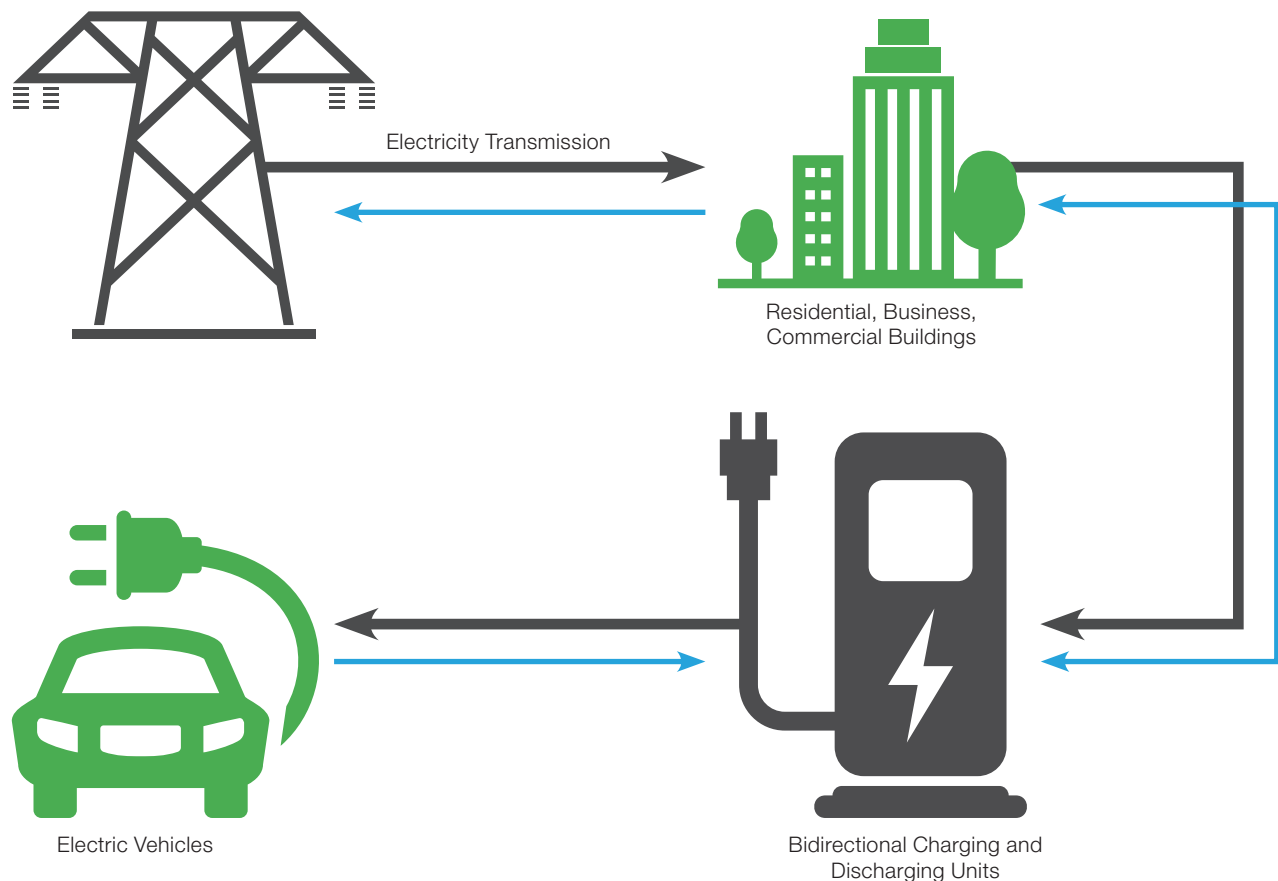 Electricity Transmission
Residential, Business,
Commercial Buildings
Electric Vehicles
Bidirectional Charging and
Discharging Units